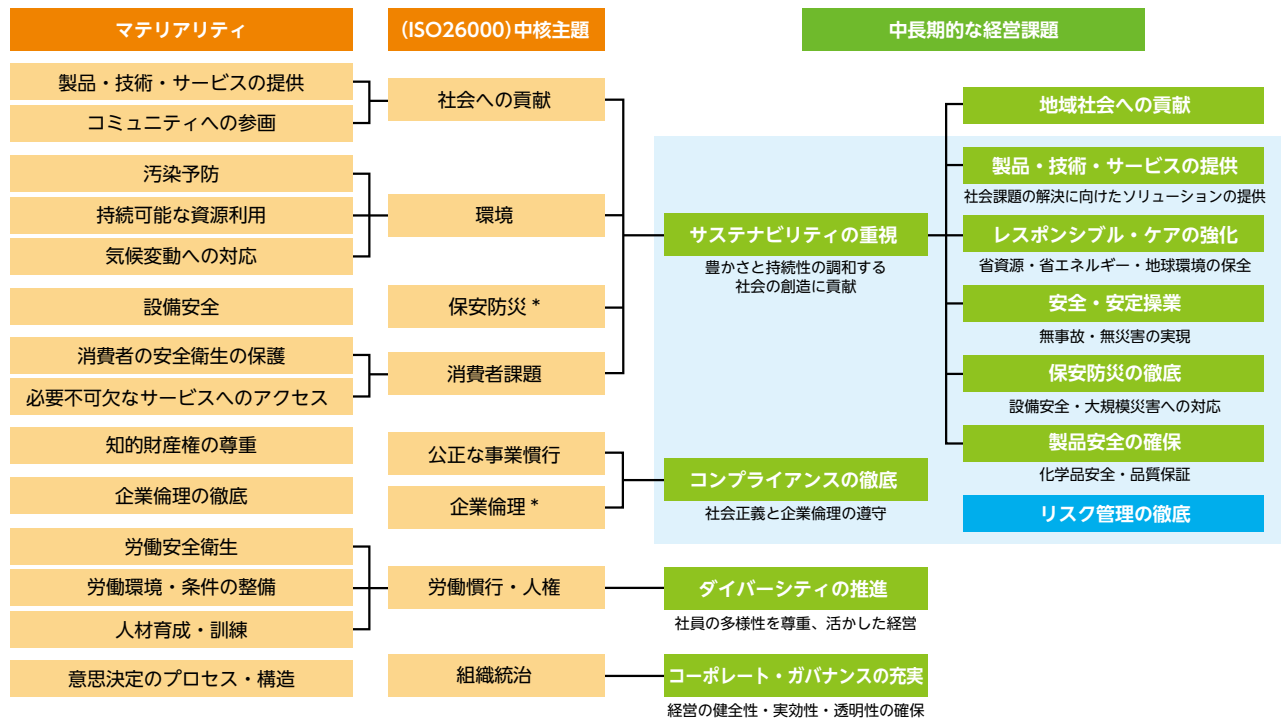 マテリアリティ
(ISO26000)中核主題
中長期的な経営課題
製品・技術・サービスの提供
コミュニティへの参画
汚染予防
持続可能な資源利用
気候変動への対応
設備安全
消費者の安全衛生の保護
必要不可欠なサービスへのアクセス
知的財産権の尊重
企業倫理の徹底
労働安全衛生
労働環境・条件の整備
人材育成・訓練
意思決定のプロセス・構造
社会への貢献
環境
保安防災 *
消費者課題
公正な事業慣行
企業倫理 *
労働慣行・人権
組織統治
サステナビリティの重視
豊かさと持続性の調和する
社会の創造に貢献
コンプライアンスの徹底
社会正義と企業倫理の遵守
ダイバーシティの推進
社員の多様性を尊重、活かした経営
コーポレート・ガバナンスの充実
経営の健全性・実効性・透明性の確保
地域社会への貢献
製品・技術・サービスの提供
社会課題の解決に向けたソリューションの提供
レスポンシブル・ケアの強化
省資源・省エネルギー・地球環境の保全
安全・安定操業
無事故・無災害の実現
保安防災の徹底
設備安全・大規模災害への対応
製品安全の確保
化学品安全・品質保証
リスク管理の徹底